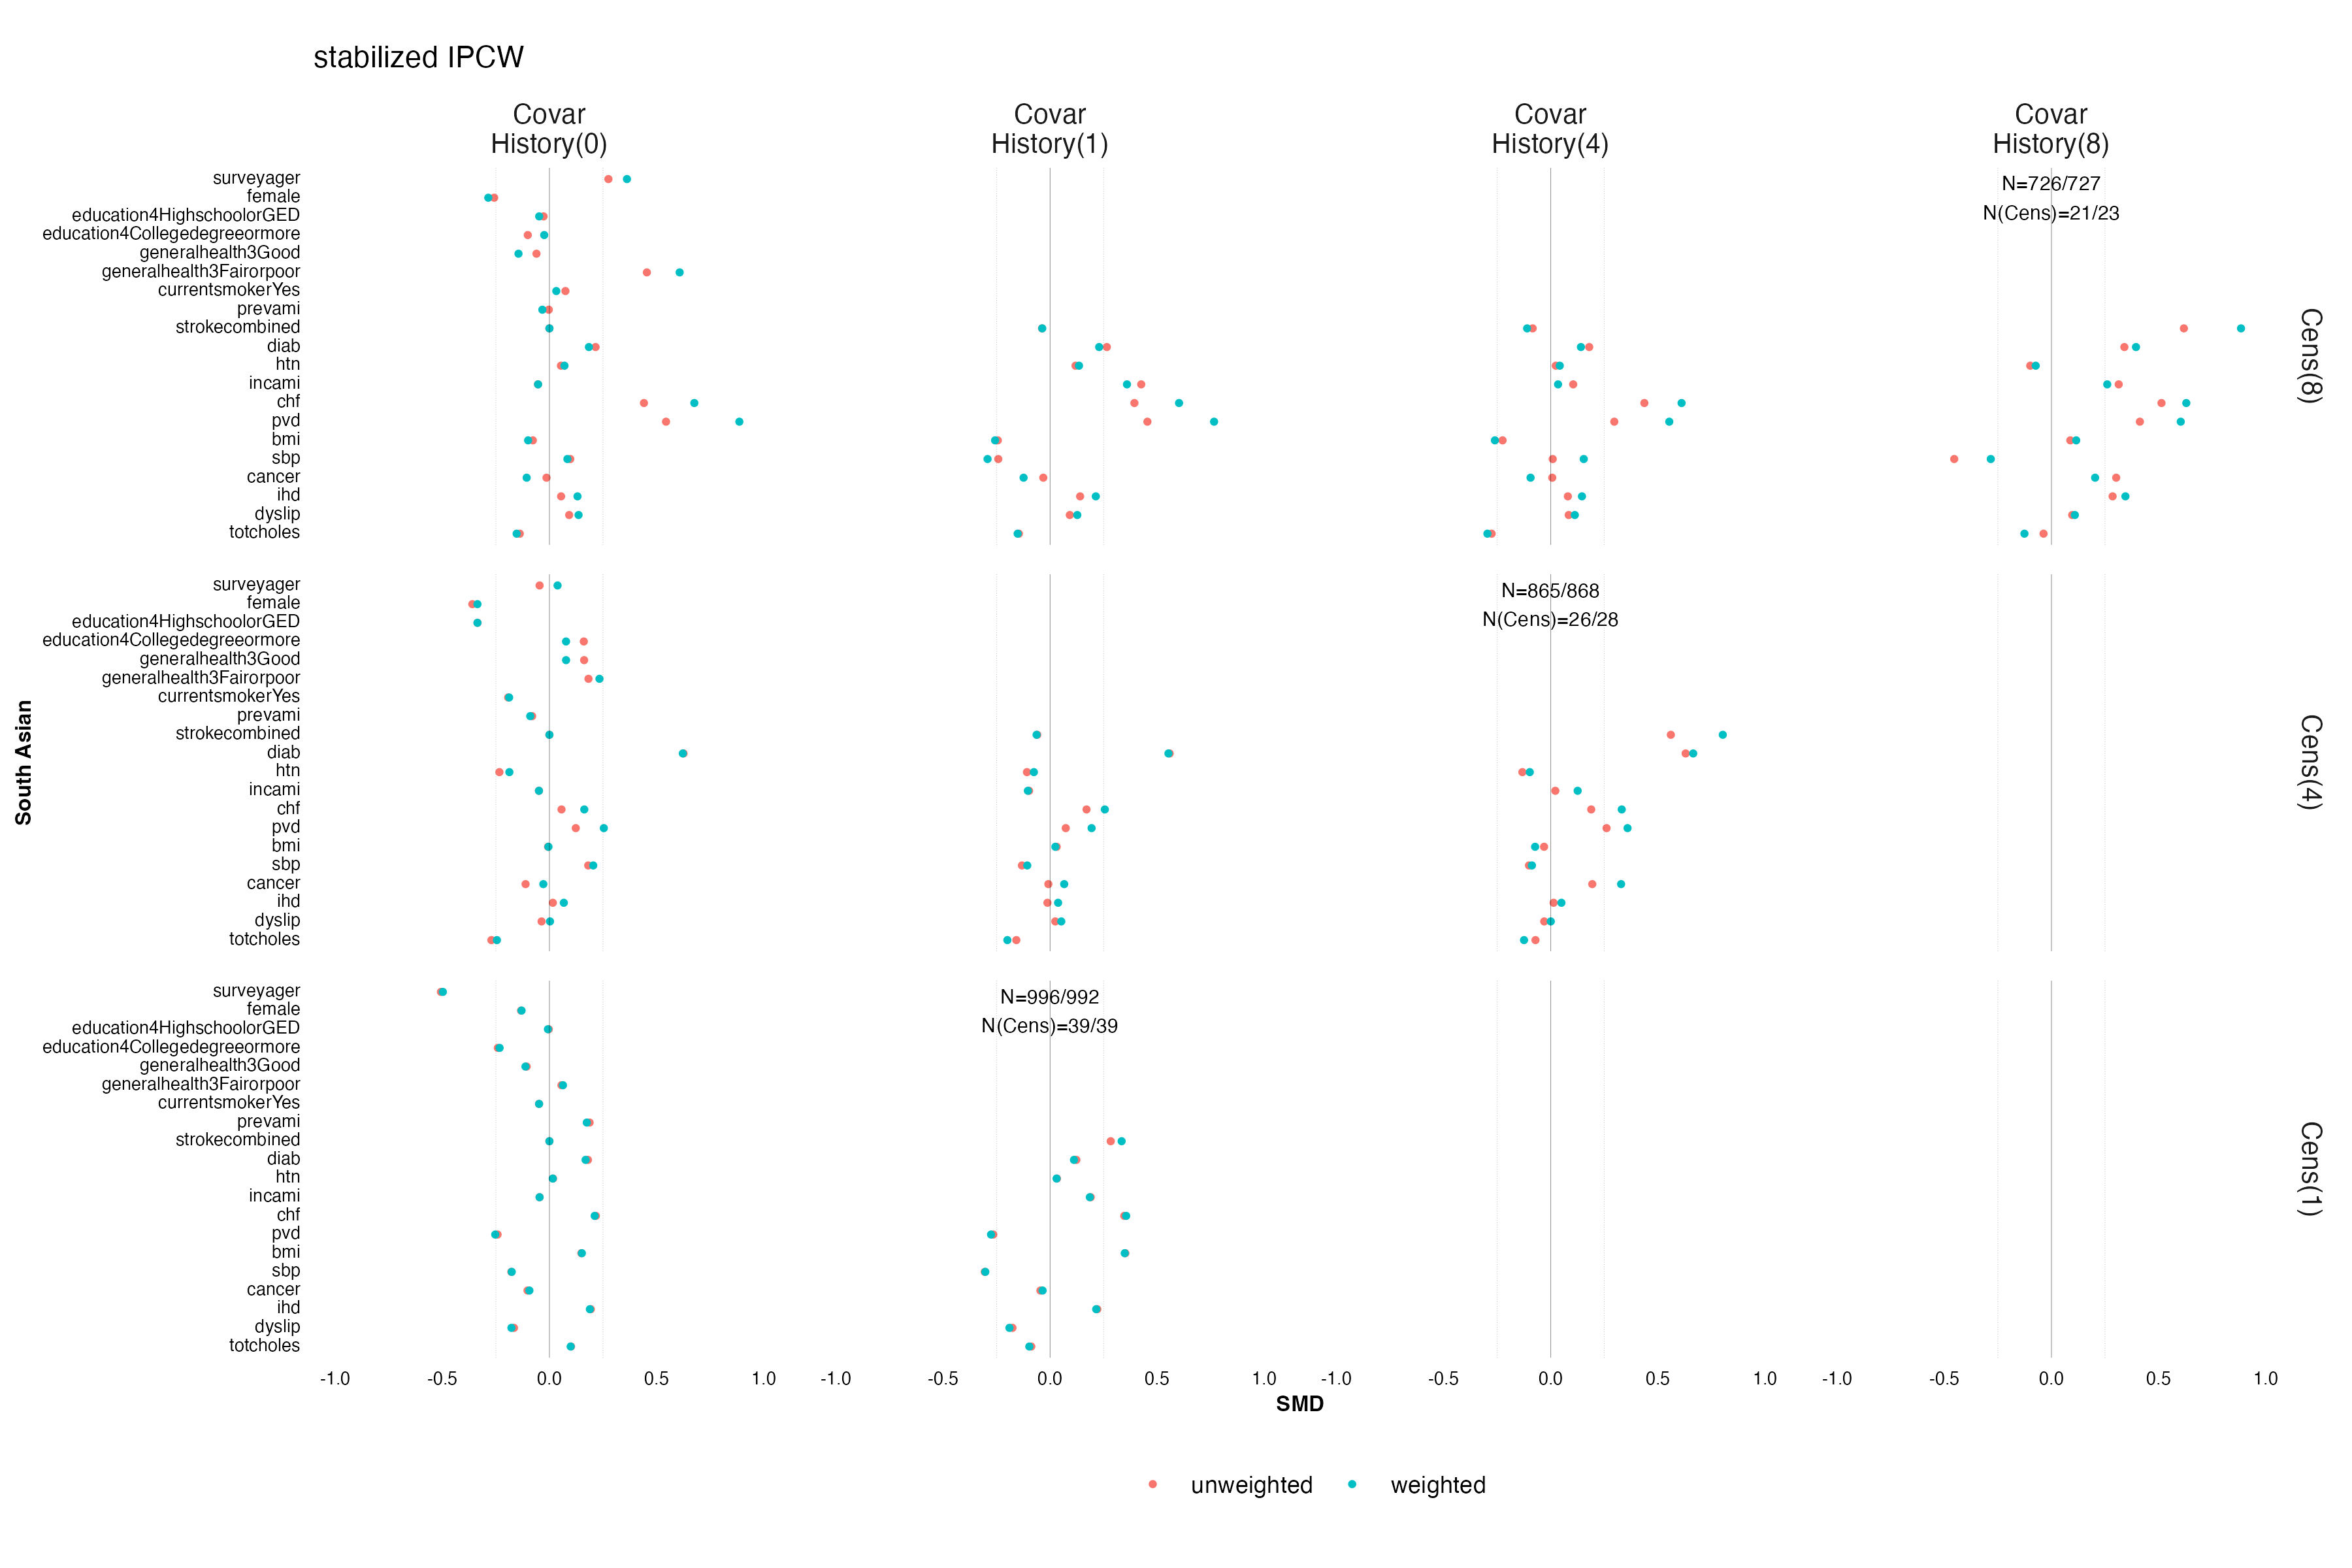 stabilized IPCW
Covar
History(0)
Covar
History(1)
Covar
History(4)
Covar
History(8)
surveyager
female
education4HighschoolorGED
education4Collegedegreeormore
generalhealth3Good
generalhealth3Fairorpoor
currentsmokerYes
prevami
strokecombined
diab
htn
incami
chf
pvd
bmi
sbp
cancer
ihd
dyslip
totcholes
N=726/727
N(Cens)=21/23
Cens(8)
South Asian
surveyager
female
education4HighschoolorGED
education4Collegedegreeormore
generalhealth3Good
generalhealth3Fairorpoor
currentsmokerYes
prevami
strokecombined
diab
htn
incami
chf
pvd
bmi
sbp
cancer
ihd
dyslip
totcholes
N=865/868
N(Cens)=26/28
Cens(4)
surveyager
female
education4HighschoolorGED
education4Collegedegreeormore
generalhealth3Good
generalhealth3Fairorpoor
currentsmokerYes
prevami
strokecombined
diab
htn
incami
chf
pvd
bmi
sbp
cancer
ihd
dyslip
totcholes
N=996/992
N(Cens)=39/39
Cens(1)
-1.0 -0.5 0.0 0.5 1.0 -1.0 -0.5 0.0 0.5 1.0 -1.0 -0.5 0.0 0.5 1.0 -1.0 -0.5 0.0 0.5 1.0
SMD
unweighted weighted